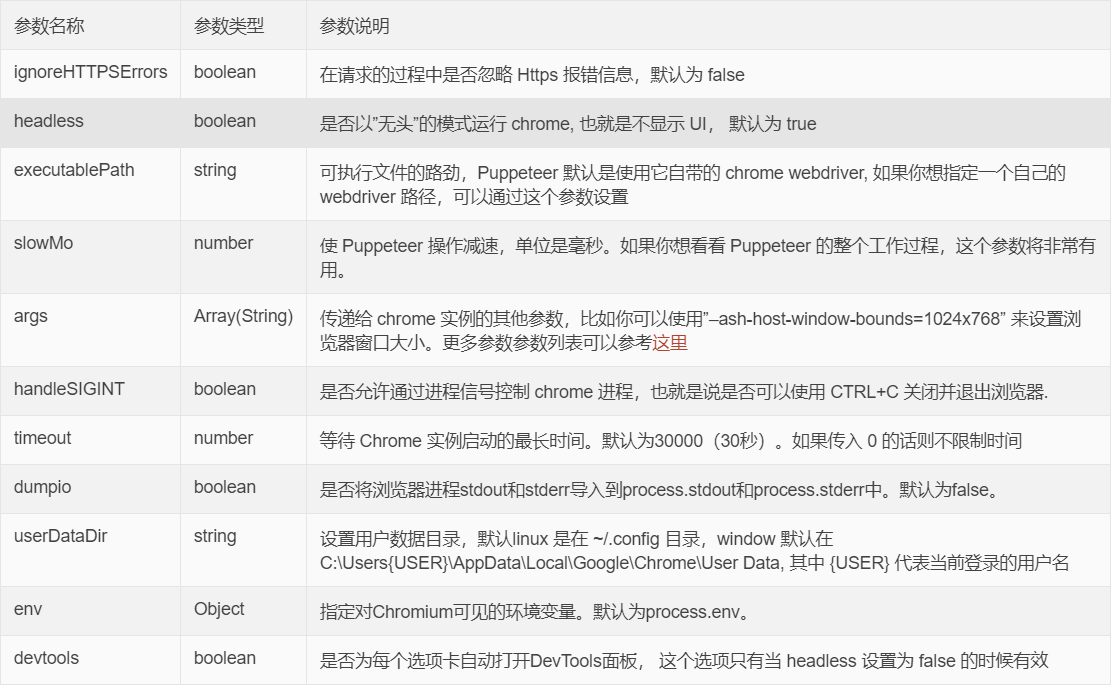 参数名称 参数类型 参数说明
ignoreHTTPSErrors boolean 在请求的过程中是否忽略 Https 报错信息，默认为 false
headless boolean 是否以”无头”的模式运行 chrome, 也就是不显示 UI， 默认为 true
executablePath string 可执行文件的路劲，Puppeteer 默认是使用它自带的 chrome webdriver, 如果你想指定一个自己的
webdriver 路径，可以通过这个参数设置
slowMo number 使 Puppeteer 操作减速，单位是毫秒。如果你想看看 Puppeteer 的整个工作过程，这个参数将非常有
用。
args Array(String) 传递给 chrome 实例的其他参数，比如你可以使用”–ash-host-window-bounds=1024x768” 来设置浏
览器窗口大小。更多参数参数列表可以参考这里
handleSIGINT boolean 是否允许通过进程信号控制 chrome 进程，也就是说是否可以使用 CTRL+C 关闭并退出浏览器.
timeout number 等待 Chrome 实例启动的最长时间。默认为30000（30秒）。如果传入 0 的话则不限制时间
dumpio boolean 是否将浏览器进程stdout和stderr导入到process.stdout和process.stderr中。默认为false。
userDataDir string 设置用户数据目录，默认linux 是在 ~/.config 目录，window 默认在
C:\Users{USER}\AppData\Local\Google\Chrome\User Data, 其中 {USER} 代表当前登录的用户名
env Object 指定对Chromium可见的环境变量。默认为process.env。
devtools boolean 是否为每个选项卡自动打开DevTools面板， 这个选项只有当 headless 设置为 false 的时候有效